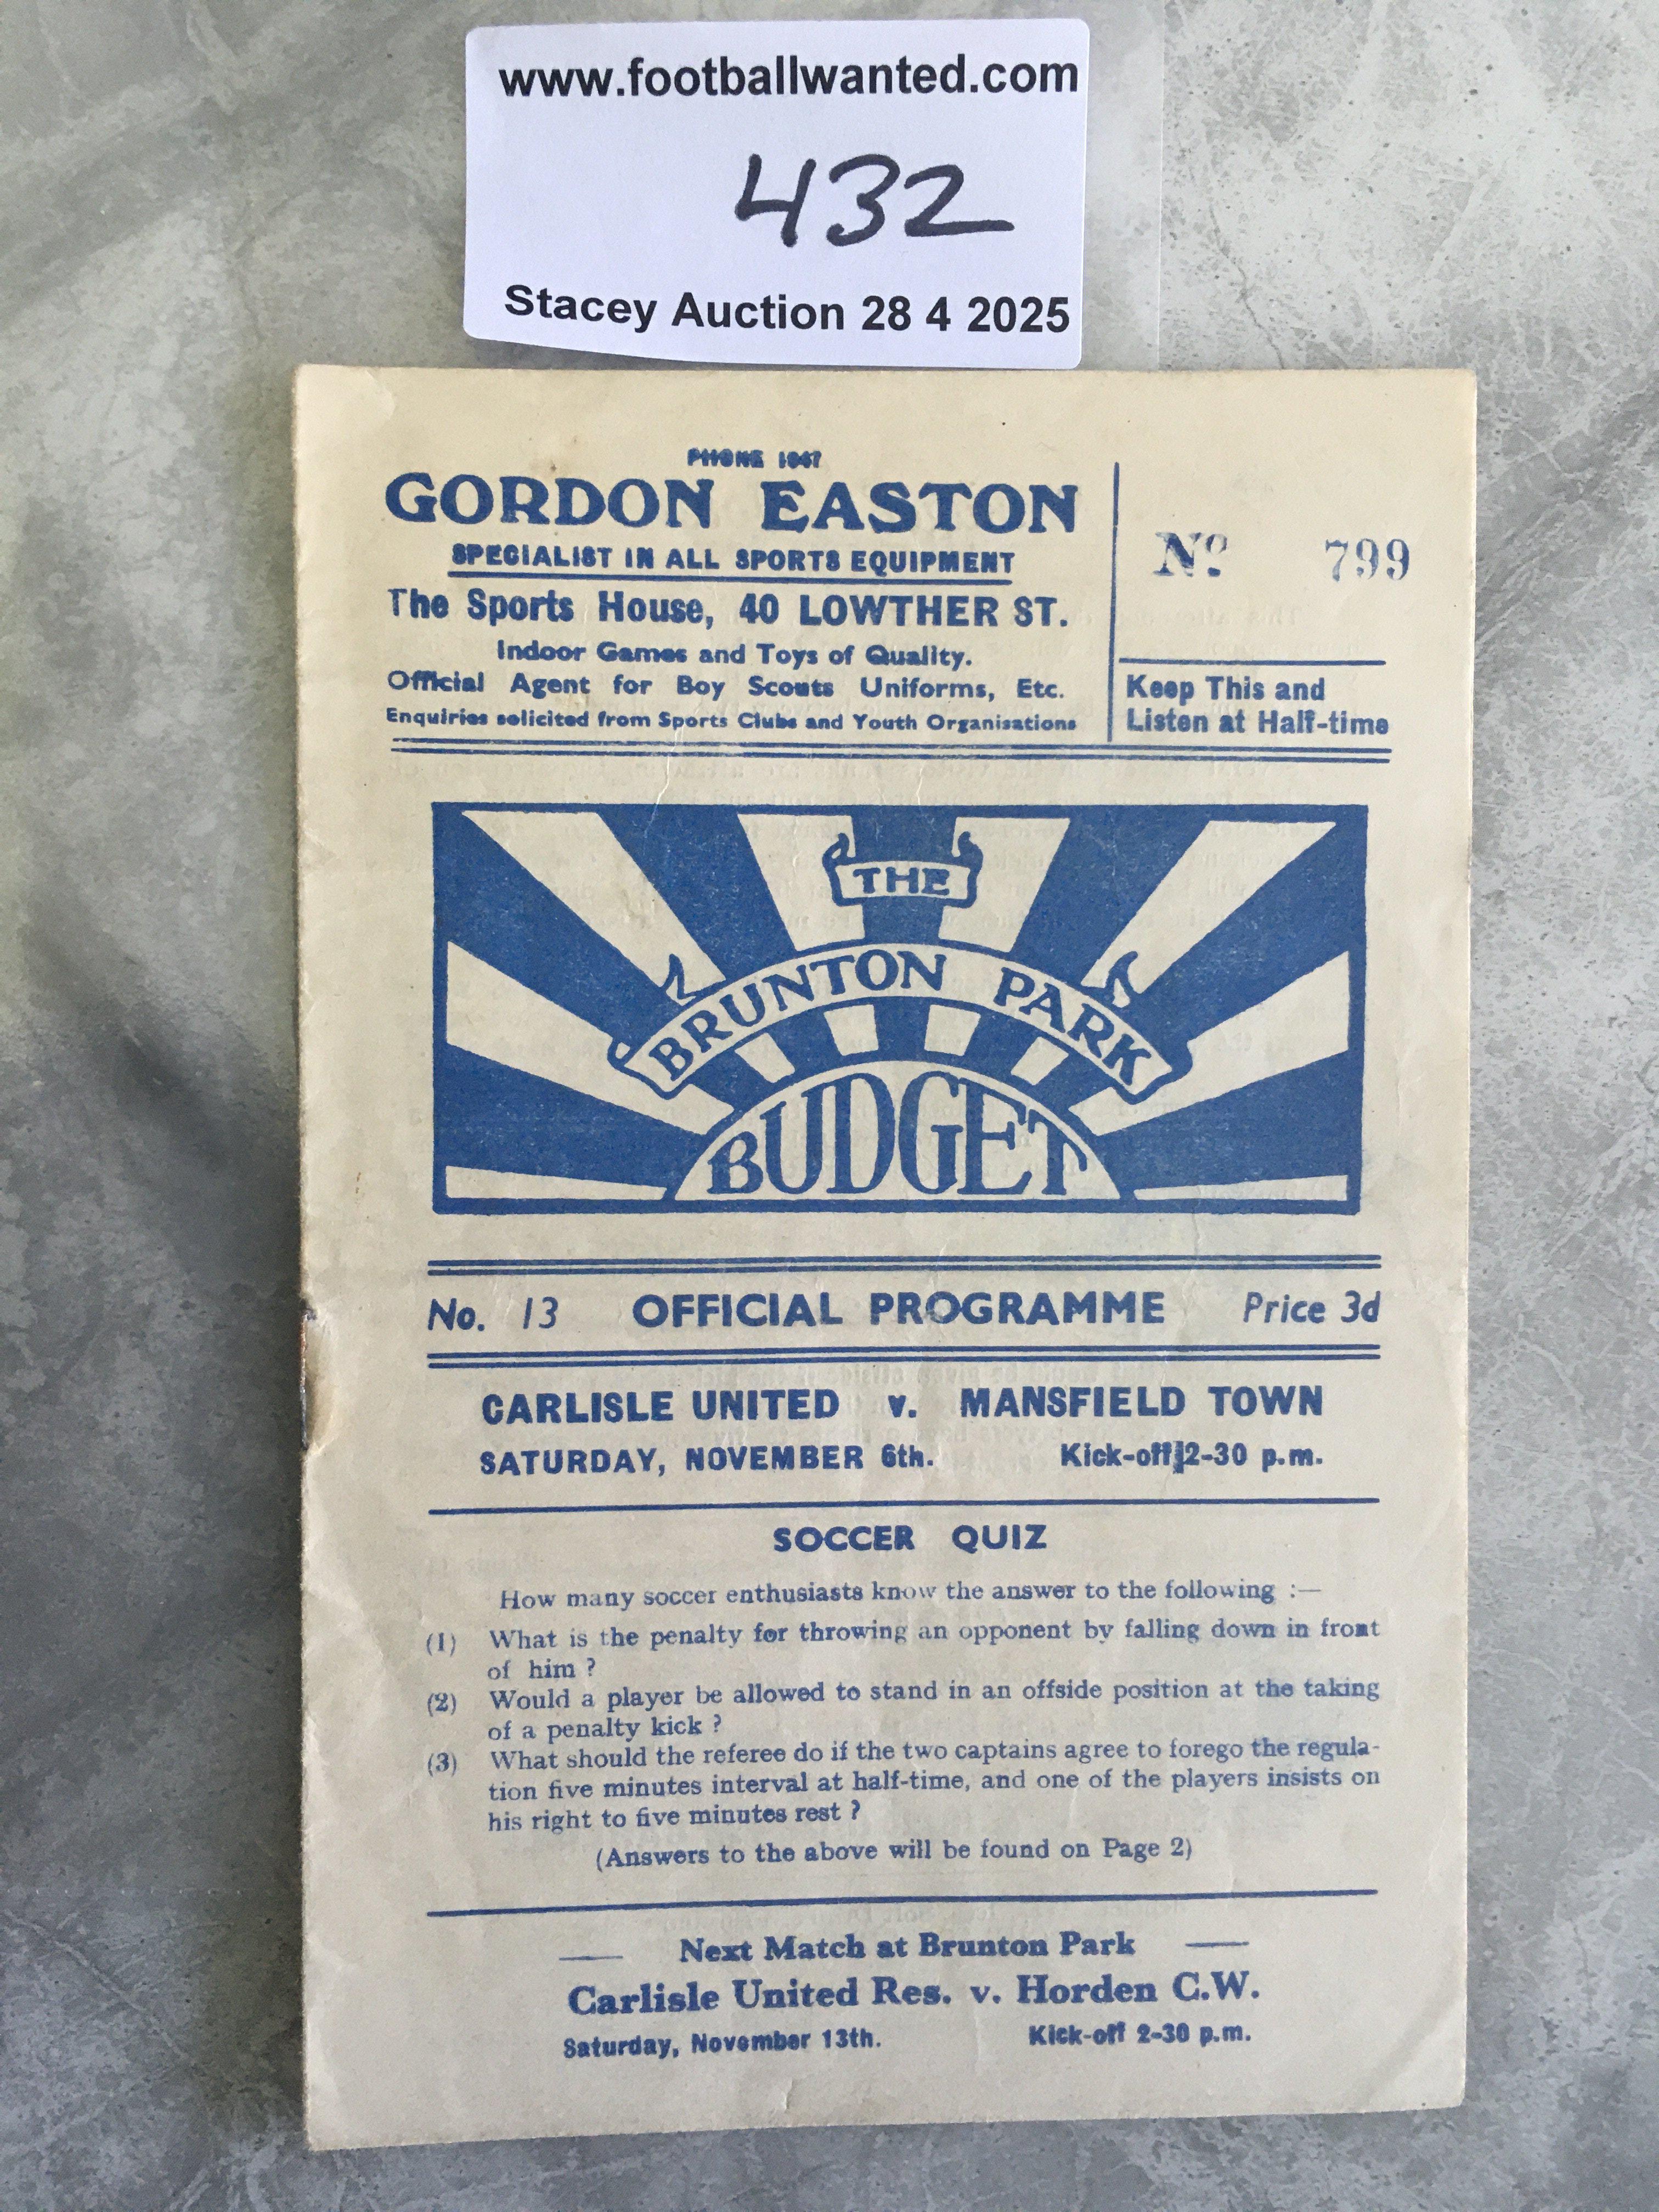 www.footballwanted.com
432
Stacey Auction 28 4 2025
PHONE 1047
GORDON EASTON
SPECIALIST IN ALL SPORTS EQUIPMENT
The Sports House, 40 LOWTHER ST.
Indoor Games and Toys of Quality.
Official Agent for Boy Scouts Uniforms, Etc.
Enquiries solicited from Sports Clubs and Youth Organisations
No 799
Keep This and
Listen at Half-time
THE
BRUNTON PARK
BUDGET
No. 13 OFFICIAL PROGRAMME Price 3d
CARLISLE UNITED v. MANSFIELD TOWN
SATURDAY, NOVEMBER 6th. Kick-off 2-30 p.m.
SOCCER QUIZ
How many soccer enthusiasts know the answer to the following :—
(1) What is the penalty for throwing an opponent by falling down in front
of him ?
(2) Would a player be allowed to stand in an offside position at the taking
of a penalty kick ?
(3) What should the referee do if the two captains agree to forego the regula-
tion five minutes interval at half-time, and one of the players insists on
his right to five minutes rest ?
(Answers to the above will be found on Page 2)
— Next Match at Brunton Park —
Carlisle United Res. v. Horden C.W.
Saturday, November 13th. Kick-off 2-30 p.m.